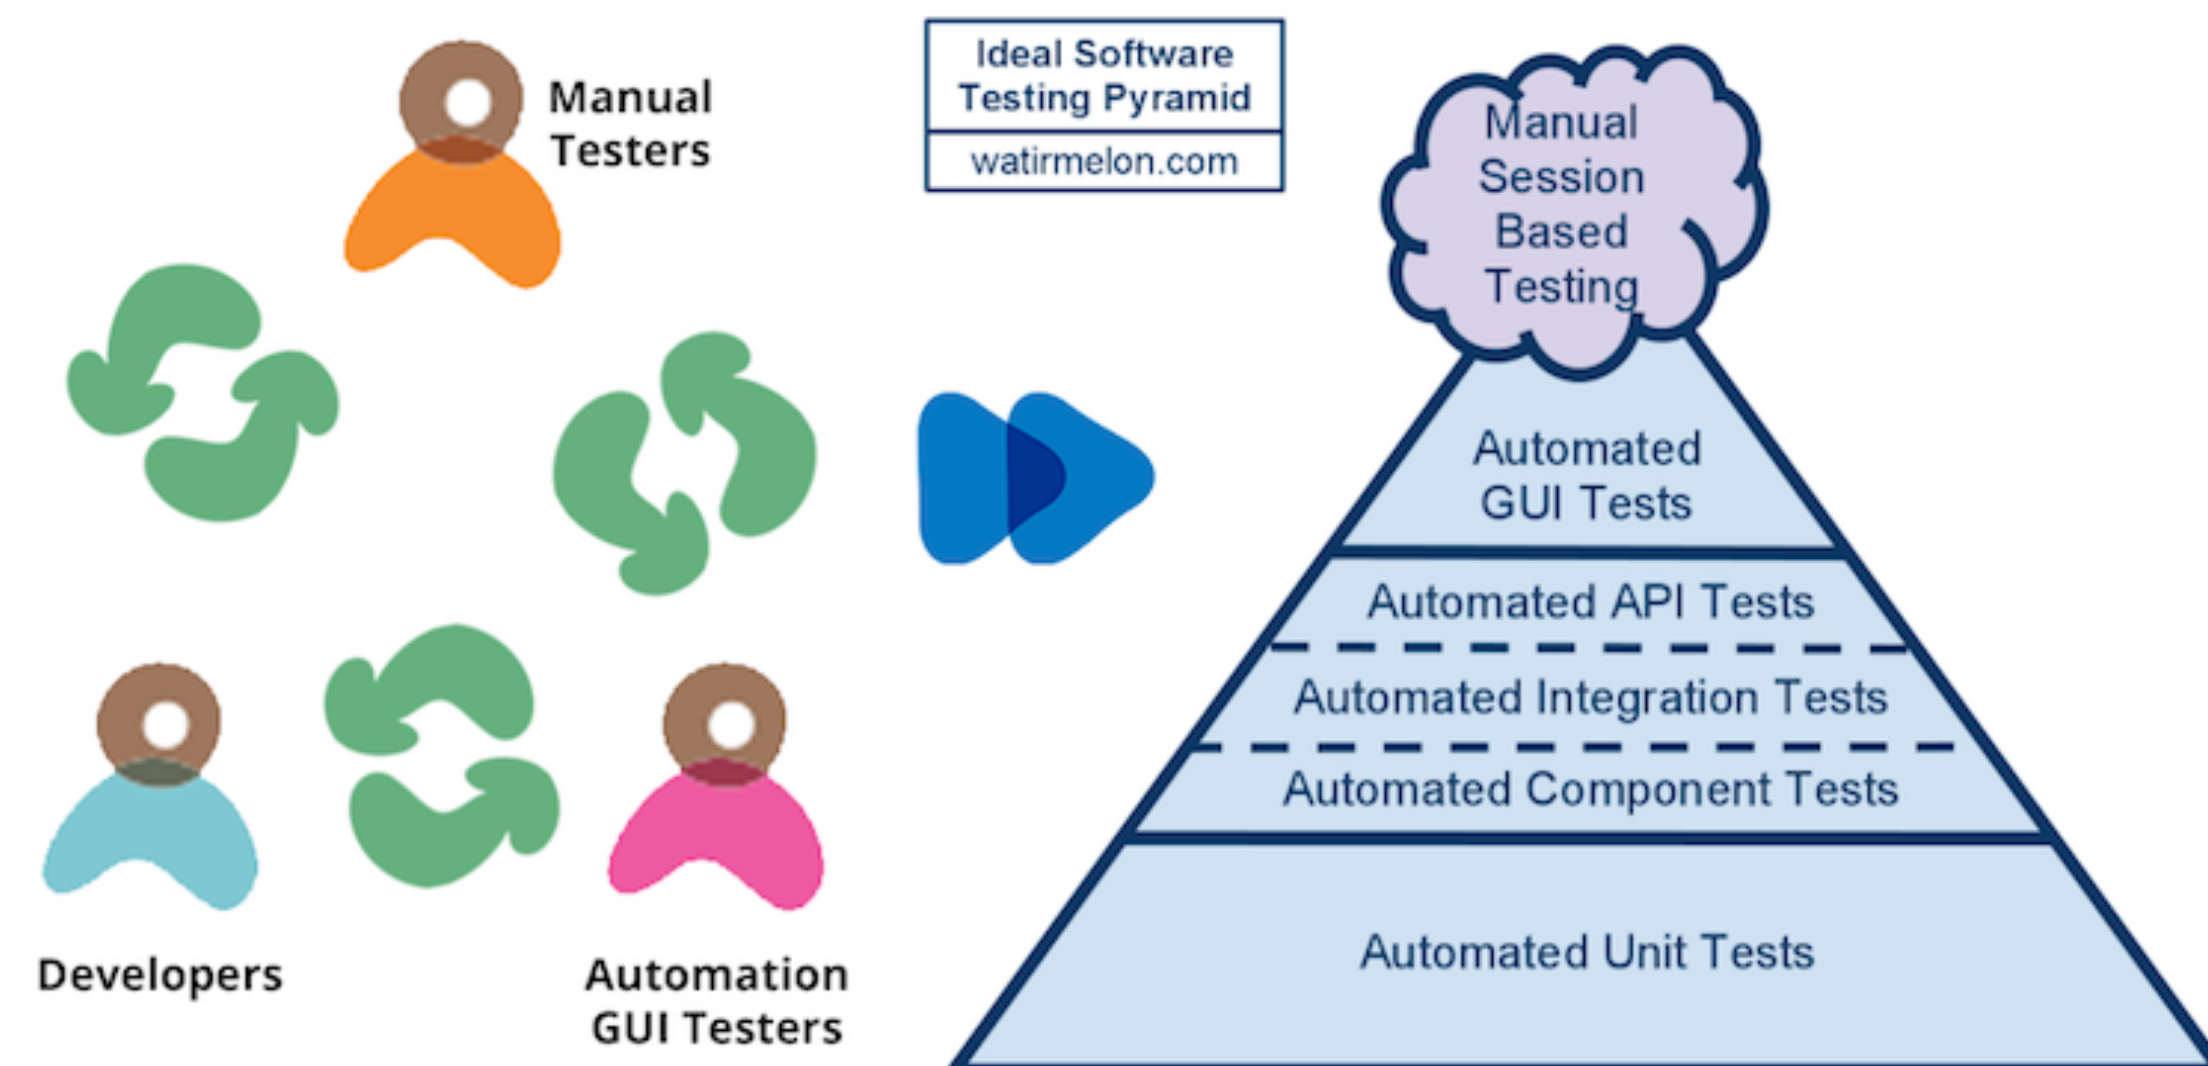 Manual
Testers
Developers
Automation
GUI Testers
Ideal Software
Testing Pyramid
watirmelon.com
Manual
Session
Based
Testing
Automated
GUI Tests
Automated API Tests
Automated Integration Tests
Automated Component Tests
Automated Unit Tests